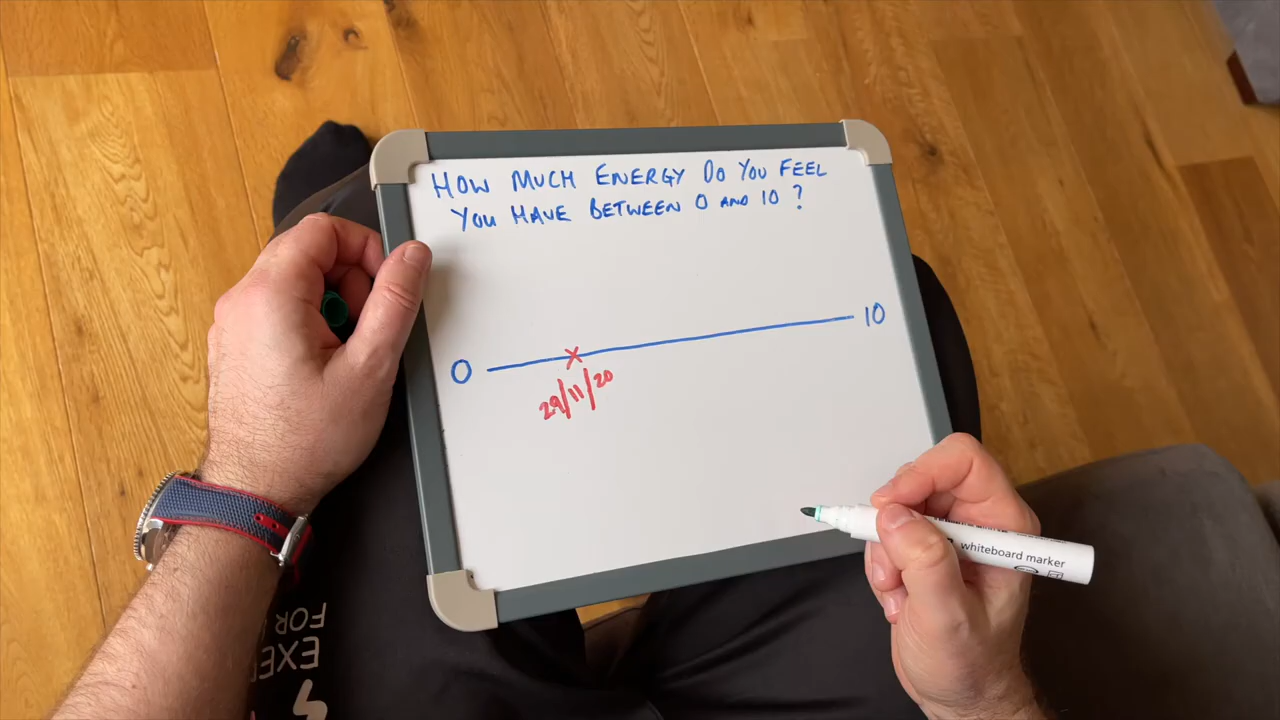 HOW MUCH ENERGY DO YOU FEEL
YOU HAVE BETWEEN 0 AND 10 ?
0
10
X
29/11/20
whiteboard marker
FOR